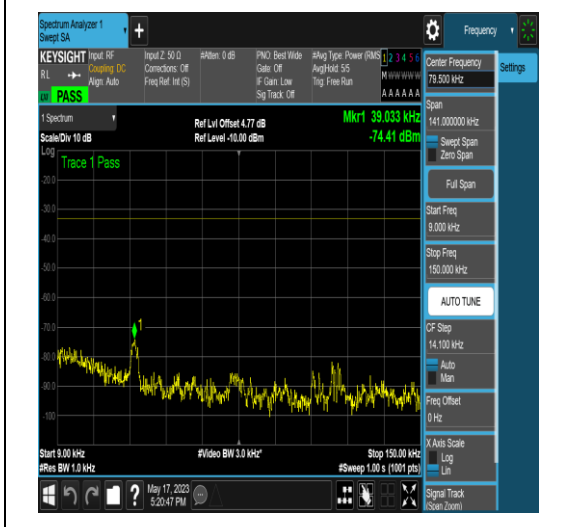 Spectrum Analyzer 1
Swept SA
+
Frequency
KEYSIGHT
RL
PASS
Input: RF
Coupling: DC
Align: Auto
Input Z: 50 Ω
Corrections: Off
Freq Ref: Int (S)
#Atten: 0 dB
PNO: Best Wide
Gate: Off
IF Gain: Low
Sig Track: Off
#Avg Type: Power (RMS
Avg|Hold: 5/5
Trig: Free Run
1 2 3 4 5 6
M W W W W W
A A A A A A
1 Spectrum
Scale/Div 10 dB
Ref Lvl Offset 4.77 dB
Ref Level -10.00 dBm
Mkr1 39.033 kHz
-74.41 dBm
Log
Trace 1 Pass
-20.0
-30.0
-40.0
-50.0
-60.0
-70.0
-80.0
-90.0
-100
1
Start 9.00 kHz
#Res BW 1.0 kHz
#Video BW 3.0 kHz*
Stop 150.00 kHz
#Sweep 1.00 s (1001 pts)
?
May 17, 2023
5:20:47 PM
Center Frequency
79.500 kHz
Span
141.000000 kHz
Swept Span
Zero Span
Full Span
Start Freq
9.000 kHz
Stop Freq
150.000 kHz
AUTO TUNE
CF Step
14.100 kHz
Auto
Man
Freq Offset
0 Hz
X Axis Scale
Log
Lin
Signal Track
(Span Zoom)
Settings